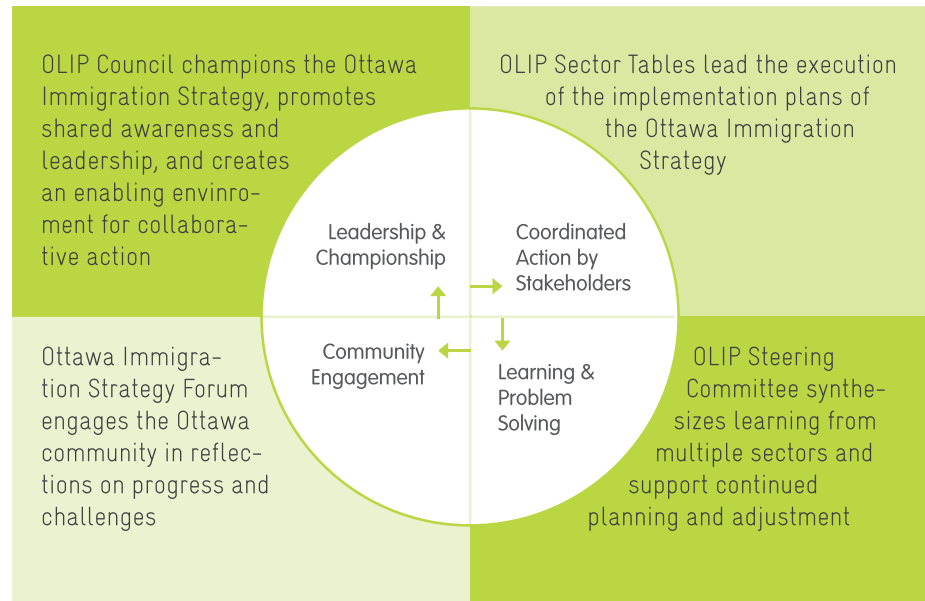 OLIP Council champions the Ottawa
Immigration Strategy, promotes
shared awareness and
leadership, and creates
an enabling envinro-
ment for collabora-
tive action
OLIP Sector Tables lead the execution
of the implementation plans of
the Ottawa Immigration
Strategy
Leadership &
Championship
Coordinated
Action by
Stakeholders
Community
Engagement
Learning &
Problem
Solving
Ottawa Immigra-
tion Strategy Forum
engages the Ottawa
community in reflec-
tions on progress and
challenges
OLIP Steering
Committee synthe-
sizes learning from
multiple sectors and
support continued
planning and adjustment